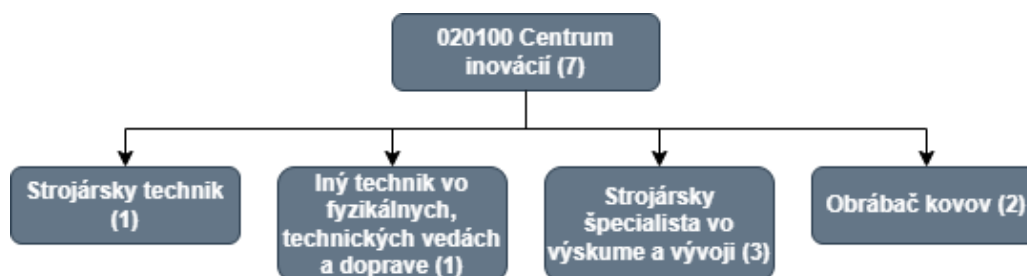 020100 Centrum
inovácií (7)
Strojársky technik
(1)
Iný technik vo
fyzikálnych,
technických vedách
a doprave (1)
Strojársky
špecialista vo
výskume a vývoji (3)
Obrábač kovov (2)